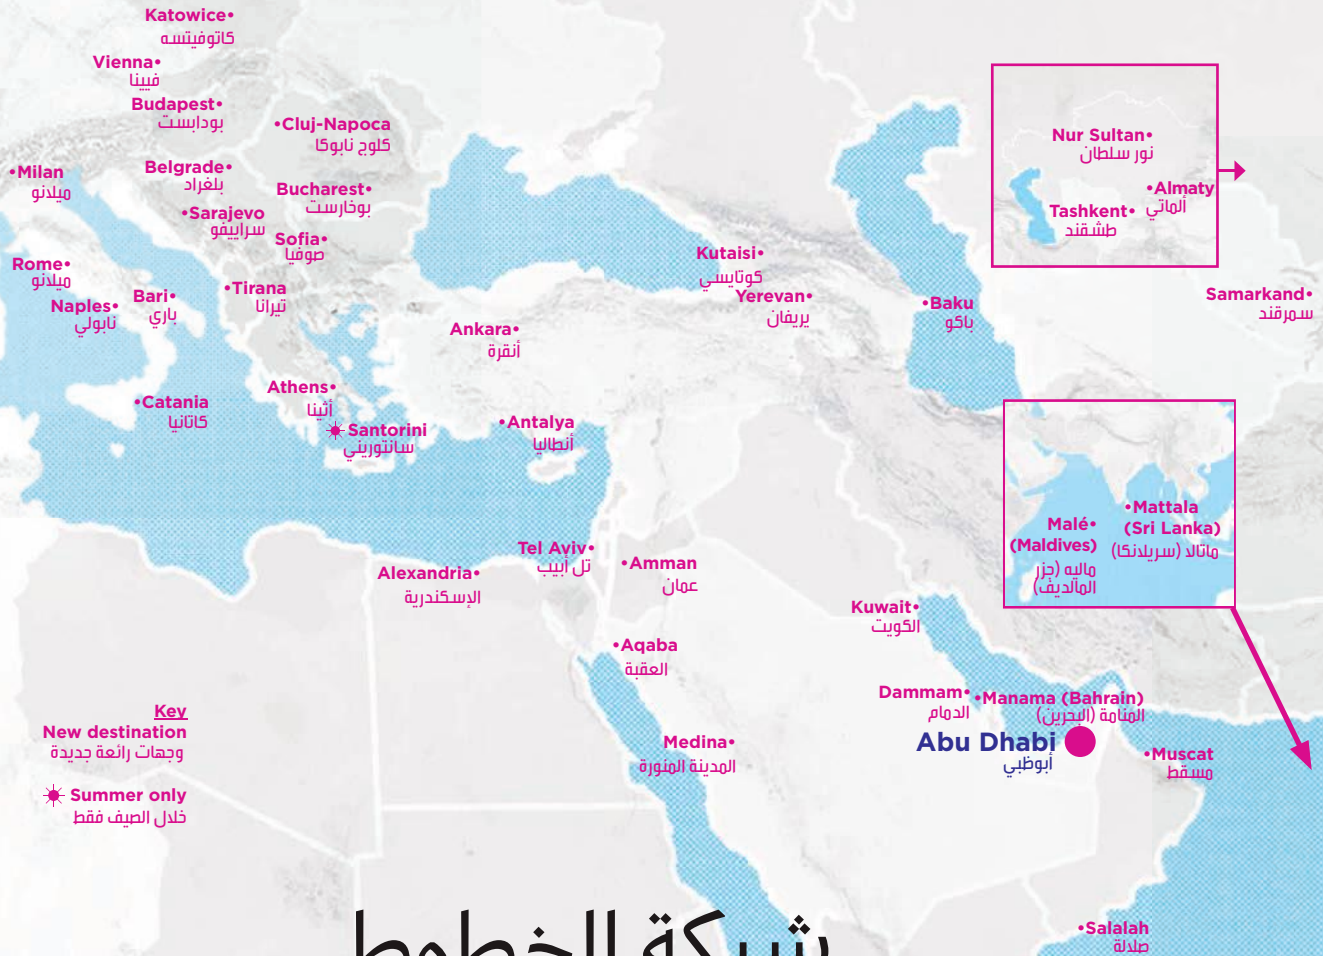 Katowice
كاتوفيتسه
Vienna
فيينا
Budapest
بودابست
Cluj-Napoca
كلوج نابوكا
Milan
ميلانو
Belgrade
بلغراد
Bucharest
بوخارست
Sarajevo
سراييفو
Sofia
صوفيا
Rome
ميلانو
Naples
نابولي
Bari
باري
Tirana
تيرانا
Kutaisi
كوتايسي
Yerevan
يريفان
Baku
باكو
Ankara
أنقرة
Nur Sultan
نور سلطان
Almaty
ألماتي
Tashkent
طشقند
Samarkand
سمرقند
Catania
كاتانيا
Athens
أثينا
Santorini
سانتوريني
Antalya
أنطاليا
Mattala
(Sri Lanka)
ماتالا (سريلانكا)
Malé
(Maldives)
ماليه (جزر
المالديف)
Tel Aviv
تل أبيب
Amman
عمان
Alexandria
الإسكندرية
Kuwait
الكويت
Aqaba
العقبة
Dammam
الدمام
Manama (Bahrain)
المنامة (البحرين)
Abu Dhabi
أبوظبي
Medina
المدينة المنورة
Muscat
مسقط
Key
New destination
وجهات رائعة جديدة
Summer only
خلال الصيف فقط
Salalah
صلالة
شبكة الخطوط